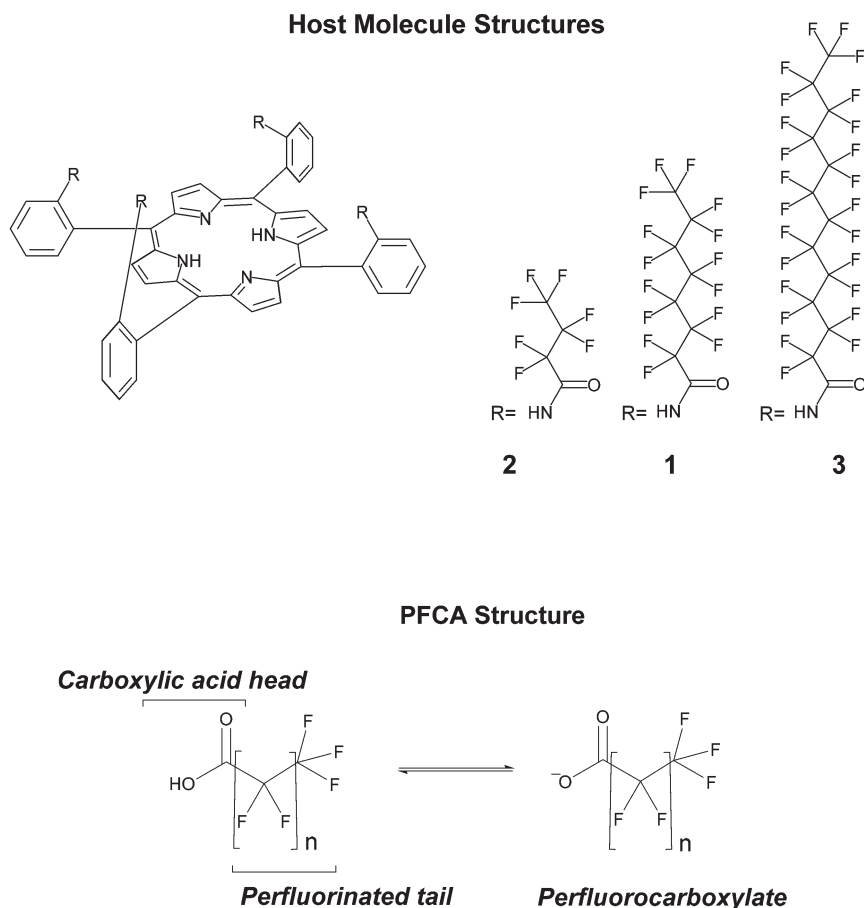 Host Molecule Structures
R
R
R
R
N
HN
NH
N
F F
F
F F
F F
O
R= HN
F
F
F
2
F F
F
F
F F
F F
F F
F F
F F
F
O
R= HN
F
1
F F
F
F
F F
F F
F F
F F
F F
F F
F F
F F
F F
F F
F
O
R= HN
3
PFCA Structure
Carboxylic acid head
O
F
F
F
HO
F F
n
O
F
F
F
⁻O
F F
n
Perfluorinated tail
Perfluorocarboxylate